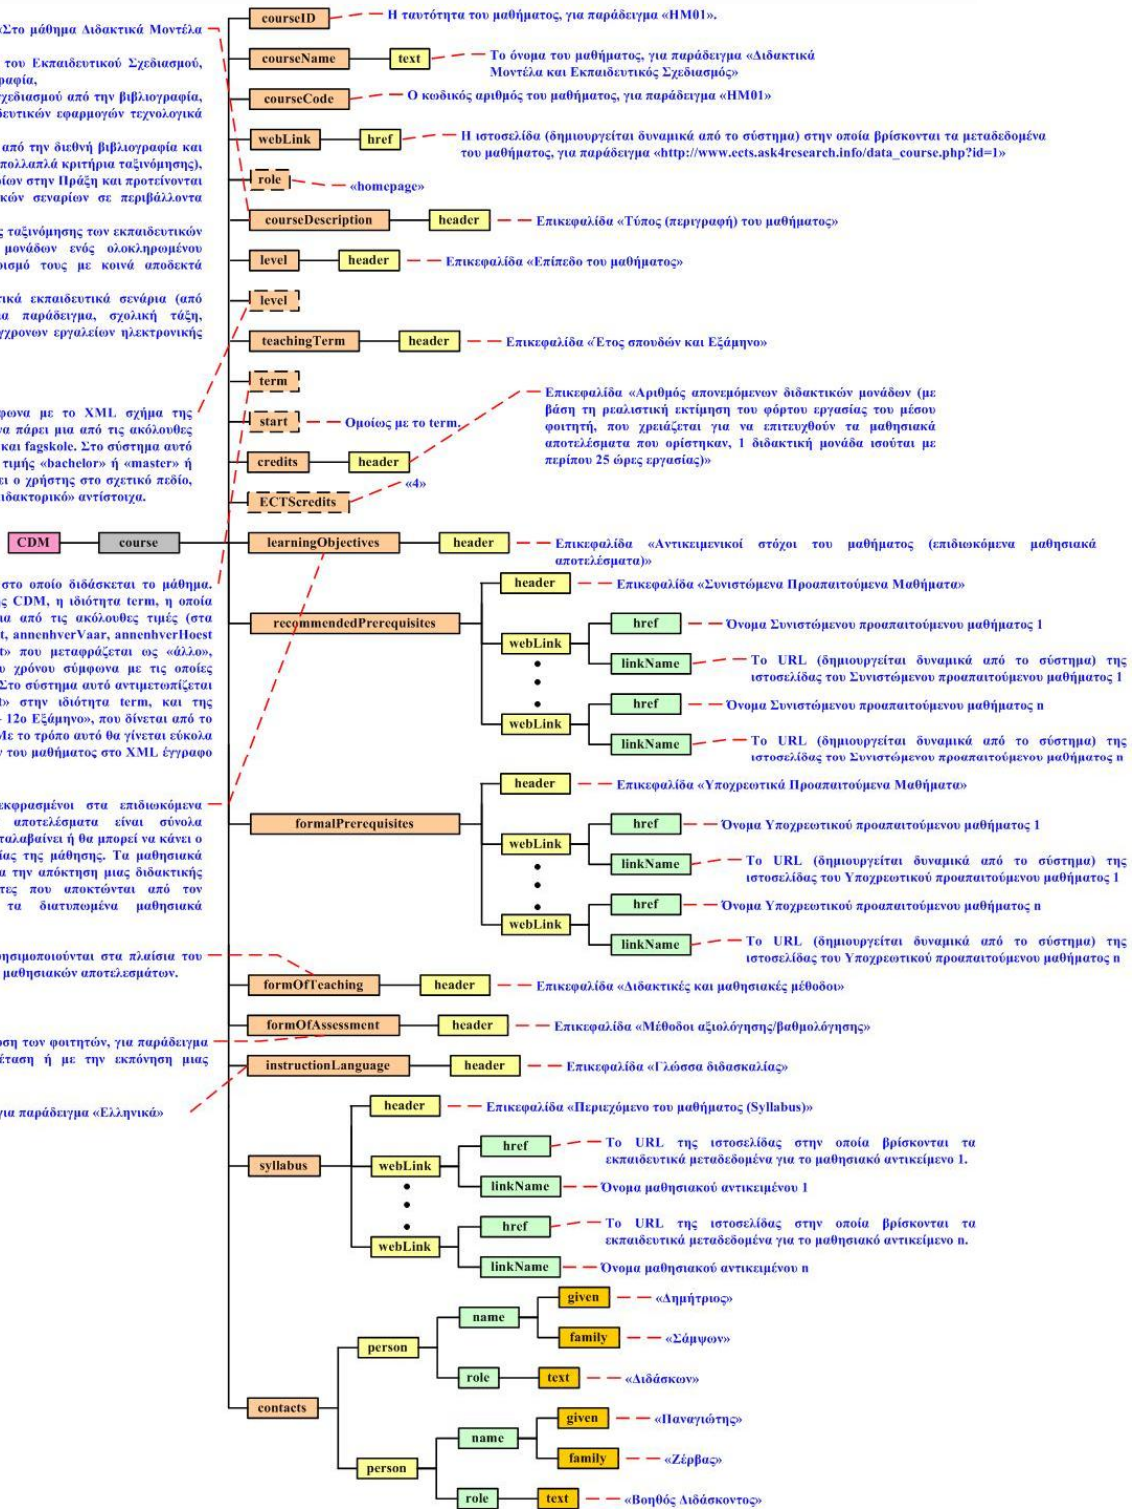 courseID
Η ταυτότητα του μαθήματος, για παράδειγμα «ΗΜ01».
«Στο μάθημα Διδακτικά Μοντέλα
του Εκπαιδευτικού Σχεδιασμού,
ραφία,
σχεδιασμού από την βιβλιογραφία,
δευτικών εφαρμογών τεχνολογικά
από την διεθνή βιβλιογραφία και
πολλαπλά κριτήρια ταξινόμησης),
ρίων στην Πράξη και προτείνονται
κών σεναρίων σε περιβάλλοντα
ς ταξινόμησης των εκπαιδευτικών
μονάδων ενός ολοκληρωμένου
ρισμό τους με κοινά αποδεκτά
τικά εκπαιδευτικά σενάρια (από
ια παράδειγμα, σχολική τάξη,
γχρονων εργαλείων ηλεκτρονικής
courseName
text
Το όνομα του μαθήματος, για παράδειγμα «Διδακτικά
Μοντέλα και Εκπαιδευτικός Σχεδιασμός»
courseCode
Ο κωδικός αριθμός του μαθήματος, για παράδειγμα «ΗΜ01»
webLink
href
Η ιστοσελίδα (δημιουργείται δυναμικά από το σύστημα) στην οποία βρίσκονται τα μεταδεδομένα
του μαθήματος, για παράδειγμα «http://www.ects.ask4research.info/data_course.php?id=1»
role
«homepage»
courseDescription
header
Επικεφαλίδα «Τύπος (περιγραφή) του μαθήματος»
level
header
Επικεφαλίδα «Επίπεδο του μαθήματος»
level
teachingTerm
header
Επικεφαλίδα «Έτος σπουδών και Εξάμηνο»
term
start
Ομοίως με το term.
credits
header
Επικεφαλίδα «Αριθμός απονεμόμενων διδακτικών μονάδων (με
βάση τη ρεαλιστική εκτίμηση του φόρτου εργασίας του μέσου
φοιτητή, που χρειάζεται για να επιτευχθούν τα μαθησιακά
αποτελέσματα που ορίστηκαν, 1 διδακτική μονάδα ισούται με
περίπου 25 ώρες εργασίας)»
ECTScredits
«4»
φωνα με το XML σχήμα της
να πάρει μια από τις ακόλουθες
και fagskole. Στο σύστημα αυτό
τιμής «bachelor» ή «master» ή
ει ο χρήστης στο σχετικό πεδίο,
ιδακτορικό» αντίστοιχα.
CDM
course
learningObjectives
header
Επικεφαλίδα «Αντικειμενικοί στόχοι του μαθήματος (επιδιωκόμενα μαθησιακά
αποτελέσματα)»
στο οποίο διδάσκεται το μάθημα.
ς CDM, η ιδιότητα term, η οποία
ια από τις ακόλουθες τιμές (στα
t, annenhverVaar, annenhverHoest
t» που μεταφράζεται ως «άλλο»,
υ χρόνου σύμφωνα με τις οποίες
Στο σύστημα αυτό αντιμετωπίζεται
t» στην ιδιότητα term, και της
- 12ο Εξάμηνο», που δίνεται από το
Με το τρόπο αυτό θα γίνεται εύκολα
ν του μαθήματος στο XML έγγραφο
recommendedPrerequisites
header
Επικεφαλίδα «Συνιστώμενα Προαπαιτούμενα Μαθήματα»
webLink
href
Όνομα Συνιστώμενου προαπαιτούμενου μαθήματος 1
linkName
Το URL (δημιουργείται δυναμικά από το σύστημα) της
ιστοσελίδας του Συνιστώμενου προαπαιτούμενου μαθήματος 1
webLink
href
Όνομα Συνιστώμενου προαπαιτούμενου μαθήματος n
linkName
Το URL (δημιουργείται δυναμικά από το σύστημα) της
ιστοσελίδας του Συνιστώμενου προαπαιτούμενου μαθήματος n
εκφρασμένοι στα επιδιωκόμενα
αποτελέσματα είναι σύνολα
ταλαβαίνει ή θα μπορεί να κάνει ο
σίας της μάθησης. Τα μαθησιακά
α την απόκτηση μιας διδακτικής
τες που αποκτώνται από τον
τα διατυπωμένα μαθησιακά
formalPrerequisites
header
Επικεφαλίδα «Υποχρεωτικά Προαπαιτούμενα Μαθήματα»
webLink
href
Όνομα Υποχρεωτικού προαπαιτούμενου μαθήματος 1
linkName
Το URL (δημιουργείται δυναμικά από το σύστημα) της
ιστοσελίδας του Υποχρεωτικού προαπαιτούμενου μαθήματος 1
webLink
href
Όνομα Υποχρεωτικού προαπαιτούμενου μαθήματος n
linkName
Το URL (δημιουργείται δυναμικά από το σύστημα) της
ιστοσελίδας του Υποχρεωτικού προαπαιτούμενου μαθήματος n
ησιμοποιούνται στα πλαίσια του
μαθησιακών αποτελεσμάτων.
formOfTeaching
header
Επικεφαλίδα «Διδακτικές και μαθησιακές μέθοδοι»
formOfAssessment
header
Επικεφαλίδα «Μέθοδοι αξιολόγησης/βαθμολόγησης»
οση των φοιτητών, για παράδειγμα
έταση ή με την εκπόνηση μιας
instructionLanguage
header
Επικεφαλίδα «Γλώσσα διδασκαλίας»
για παράδειγμα «Ελληνικά»
syllabus
header
Επικεφαλίδα «Περιεχόμενο του μαθήματος (Syllabus)»
webLink
href
Το URL της ιστοσελίδας στην οποία βρίσκονται τα
εκπαιδευτικά μεταδεδομένα για το μαθησιακό αντικείμενο 1.
linkName
Όνομα μαθησιακού αντικειμένου 1
webLink
href
Το URL της ιστοσελίδας στην οποία βρίσκονται τα
εκπαιδευτικά μεταδεδομένα για το μαθησιακό αντικείμενο n.
linkName
Όνομα μαθησιακού αντικειμένου n
contacts
person
name
given
«Δημήτριος»
family
«Σάμψων»
role
text
«Διδάσκων»
person
name
given
«Παναγιώτης»
family
«Ζέρβας»
role
text
«Βοηθός Διδάσκοντος»